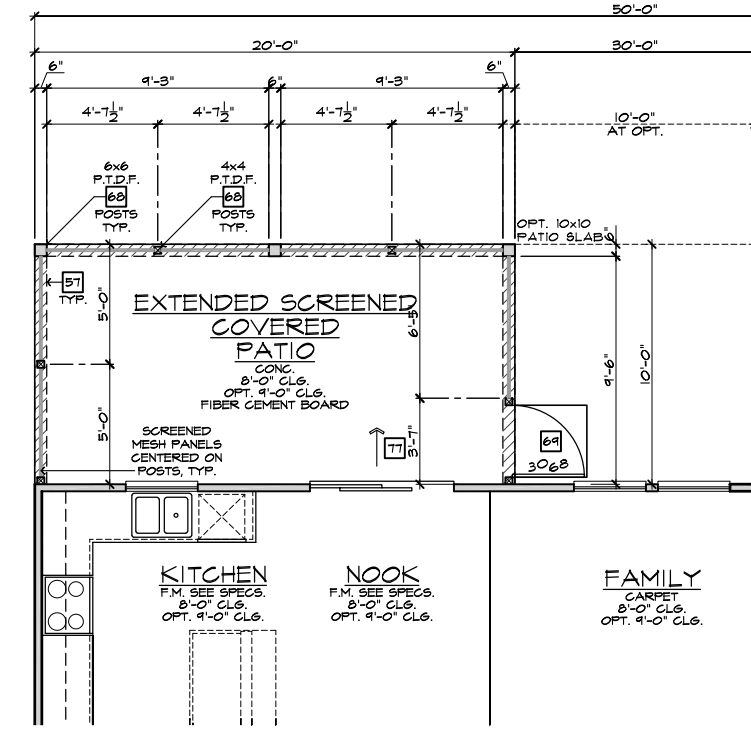 50'-0"
20'-0"
30'-0"
6"
9'-3"
6"
9'-3"
6"
4'-7½"
4'-7½"
4'-7½"
4'-7½"
10'-0"
AT OPT.
6x6
P.T.D.F.
68
POSTS
TYP.
4x4
P.T.D.F.
68
POSTS
TYP.
OPT. 10x10
PATIO SLAB
6"
57
TYP.
5'-0"
EXTENDED SCREENED
COVERED
PATIO
CONC.
8'-0" CLG.
OPT. 9'-0" CLG.
FIBER CEMENT BOARD
6'-5
9'-6"
10'-0"
5'-0"
SCREENED
MESH PANELS
CENTERED ON
POSTS, TYP.
77
3'-7"
69
3068
KITCHEN
F.M. SEE SPECS.
8'-0" CLG.
OPT. 9'-0" CLG.
NOOK
F.M. SEE SPECS.
8'-0" CLG.
OPT. 9'-0" CLG.
FAMILY
CARPET
8'-0" CLG.
OPT. 9'-0" CLG.